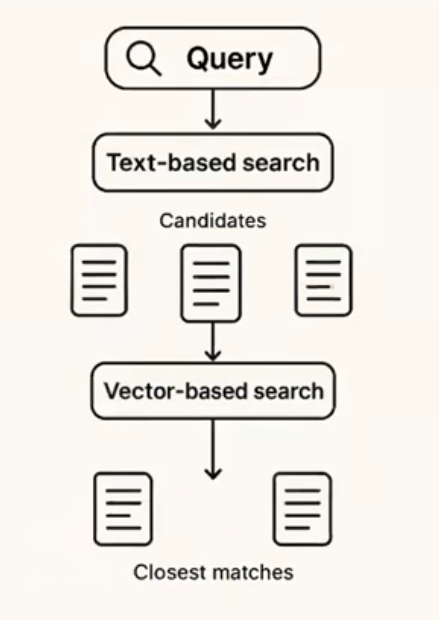 Query
Text-based search
Candidates
Vector-based search
Closest matches